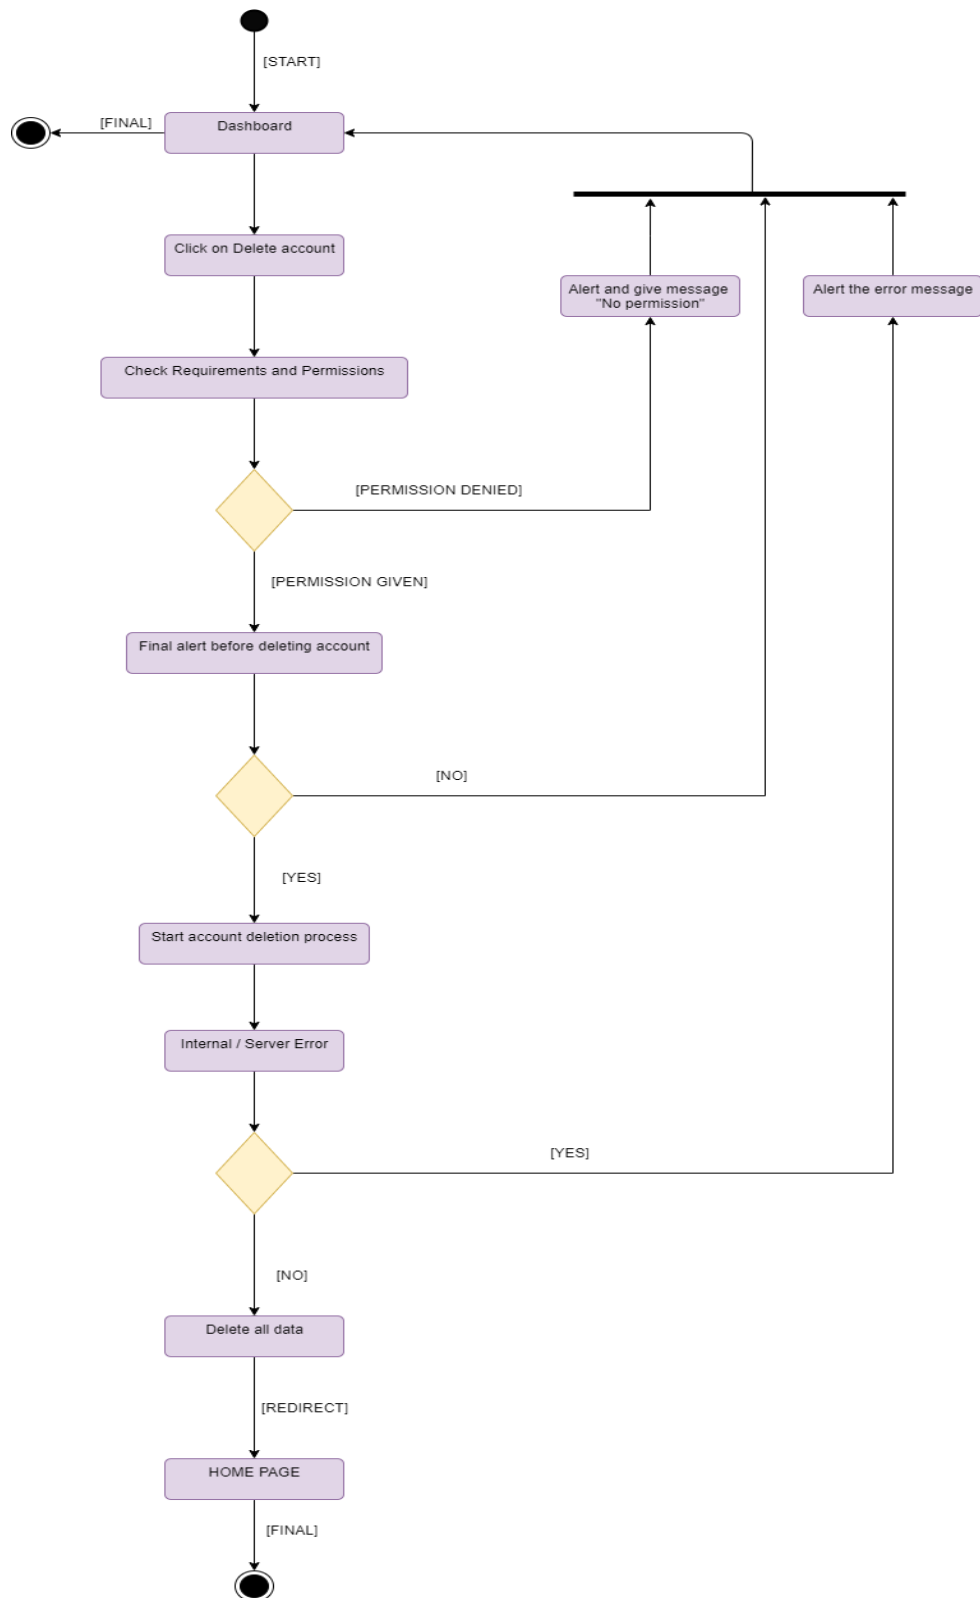 [START]
[FINAL]
Dashboard
Click on Delete account
Alert and give message
"No permission"
Alert the error message
Check Requirements and Permissions
[PERMISSION DENIED]
[PERMISSION GIVEN]
Final alert before deleting account
[NO]
[YES]
Start account deletion process
Internal / Server Error
[YES]
[NO]
Delete all data
[REDIRECT]
HOME PAGE
[FINAL]